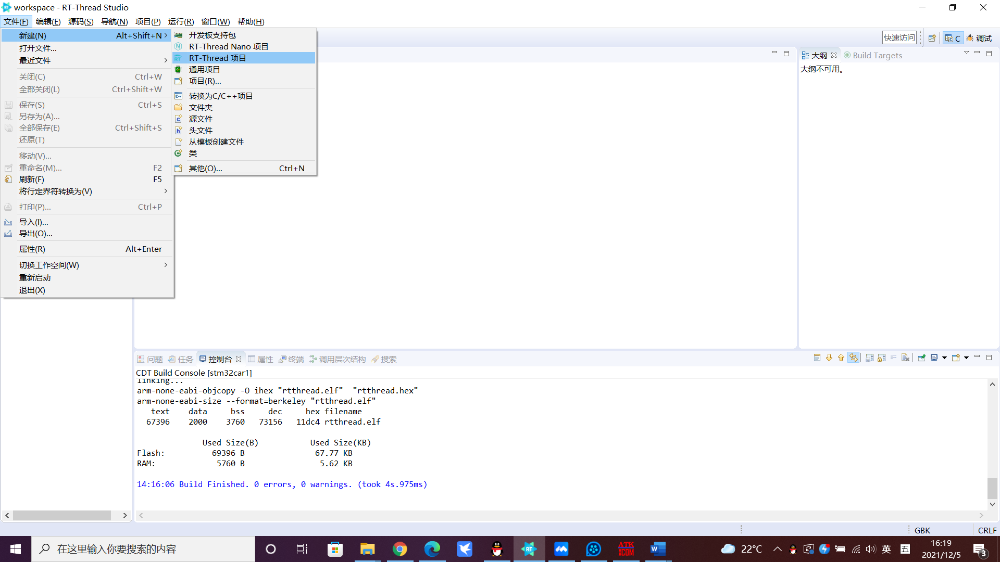 workspace - RT-Thread Studio
文件(F) 编辑(E) 源码(S) 导航(N) 项目(P) 运行(R) 窗口(W) 帮助(H)
新建(N) Alt+Shift+N
打开文件...
最近文件
关闭(C) Ctrl+W
全部关闭(L) Ctrl+Shift+W
保存(S) Ctrl+S
另存为(A)...
全部保存(E) Ctrl+Shift+S
还原(T)
移动(V)...
重命名(M)... F2
刷新(F) F5
将行定界符转换为(V)
打印(P)... Ctrl+P
导入(I)...
导出(O)...
属性(R) Alt+Enter
切换工作空间(W)
重新启动
退出(X)
开发板支持包
RT-Thread Nano 项目
RT-Thread 项目
通用项目
项目(R)...
转换为C/C++项目
文件夹
源文件
头文件
从模板创建文件
类
其他(O)... Ctrl+N
快速访问 C 调试
大纲 Build Targets
大纲不可用。
问题 任务 控制台 属性 终端 调用层次结构 搜索
CDT Build Console [stm32car1]
linking...
arm-none-eabi-objcopy -O ihex "rtthread.elf"  "rtthread.hex"
arm-none-eabi-size --format=berkeley "rtthread.elf"
text data bss dec hex filename
67396 2000 3760 73156 11dc4 rtthread.elf
Used Size(B) Used Size(KB)
Flash: 69396 B 67.77 KB
RAM: 5760 B 5.62 KB
14:16:06 Build Finished. 0 errors, 0 warnings. (took 4s.975ms)
GBK CRLF
在这里输入你要搜索的内容
RT
ATK
XCOM
W
22°C
英
五
16:19
2021/12/5
3